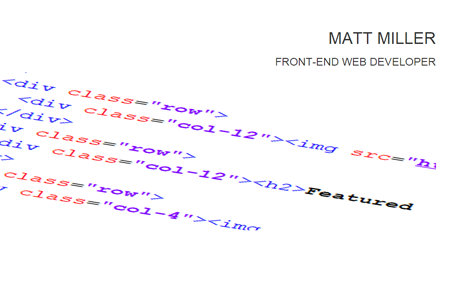 MATT MILLER
FRONT-END WEB DEVELOPER
<div class="row">
<div class="col-12"><img src="h
</div>
div class="row">
div class="col-12"><h2>Featured
class="row">
class="col-4"><img